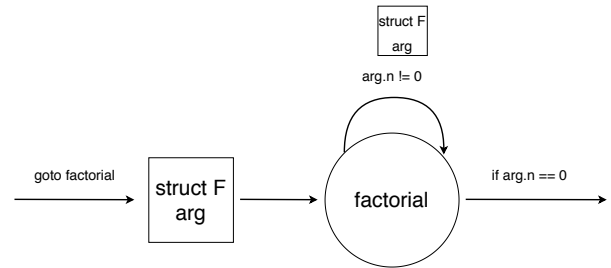 struct F
arg
arg.n != 0
goto factorial
struct F
arg
factorial
if arg.n == 0